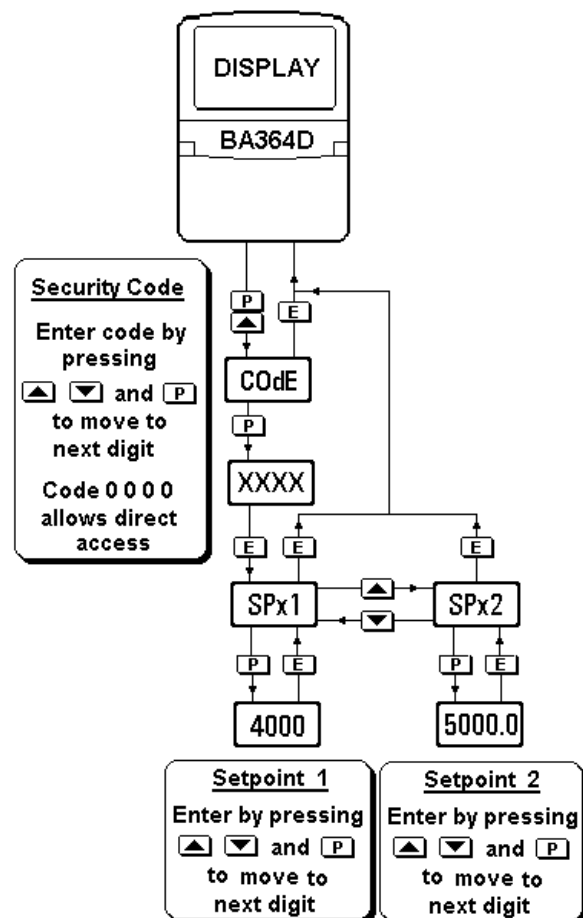 DISPLAY
BA364D
Security Code
Enter code by
pressing
▲ ▼ and P
to move to
next digit
Code 0 0 0 0
allows direct
access
P
▲
E
COdE
P
XXXX
E
E
E
SPx1
▲
▼
SPx2
P
E
P
E
4000
5000.0
Setpoint 1
Enter by pressing
▲ ▼ and P
to move to
next digit
Setpoint 2
Enter by pressing
▲ ▼ and P
to move to
next digit